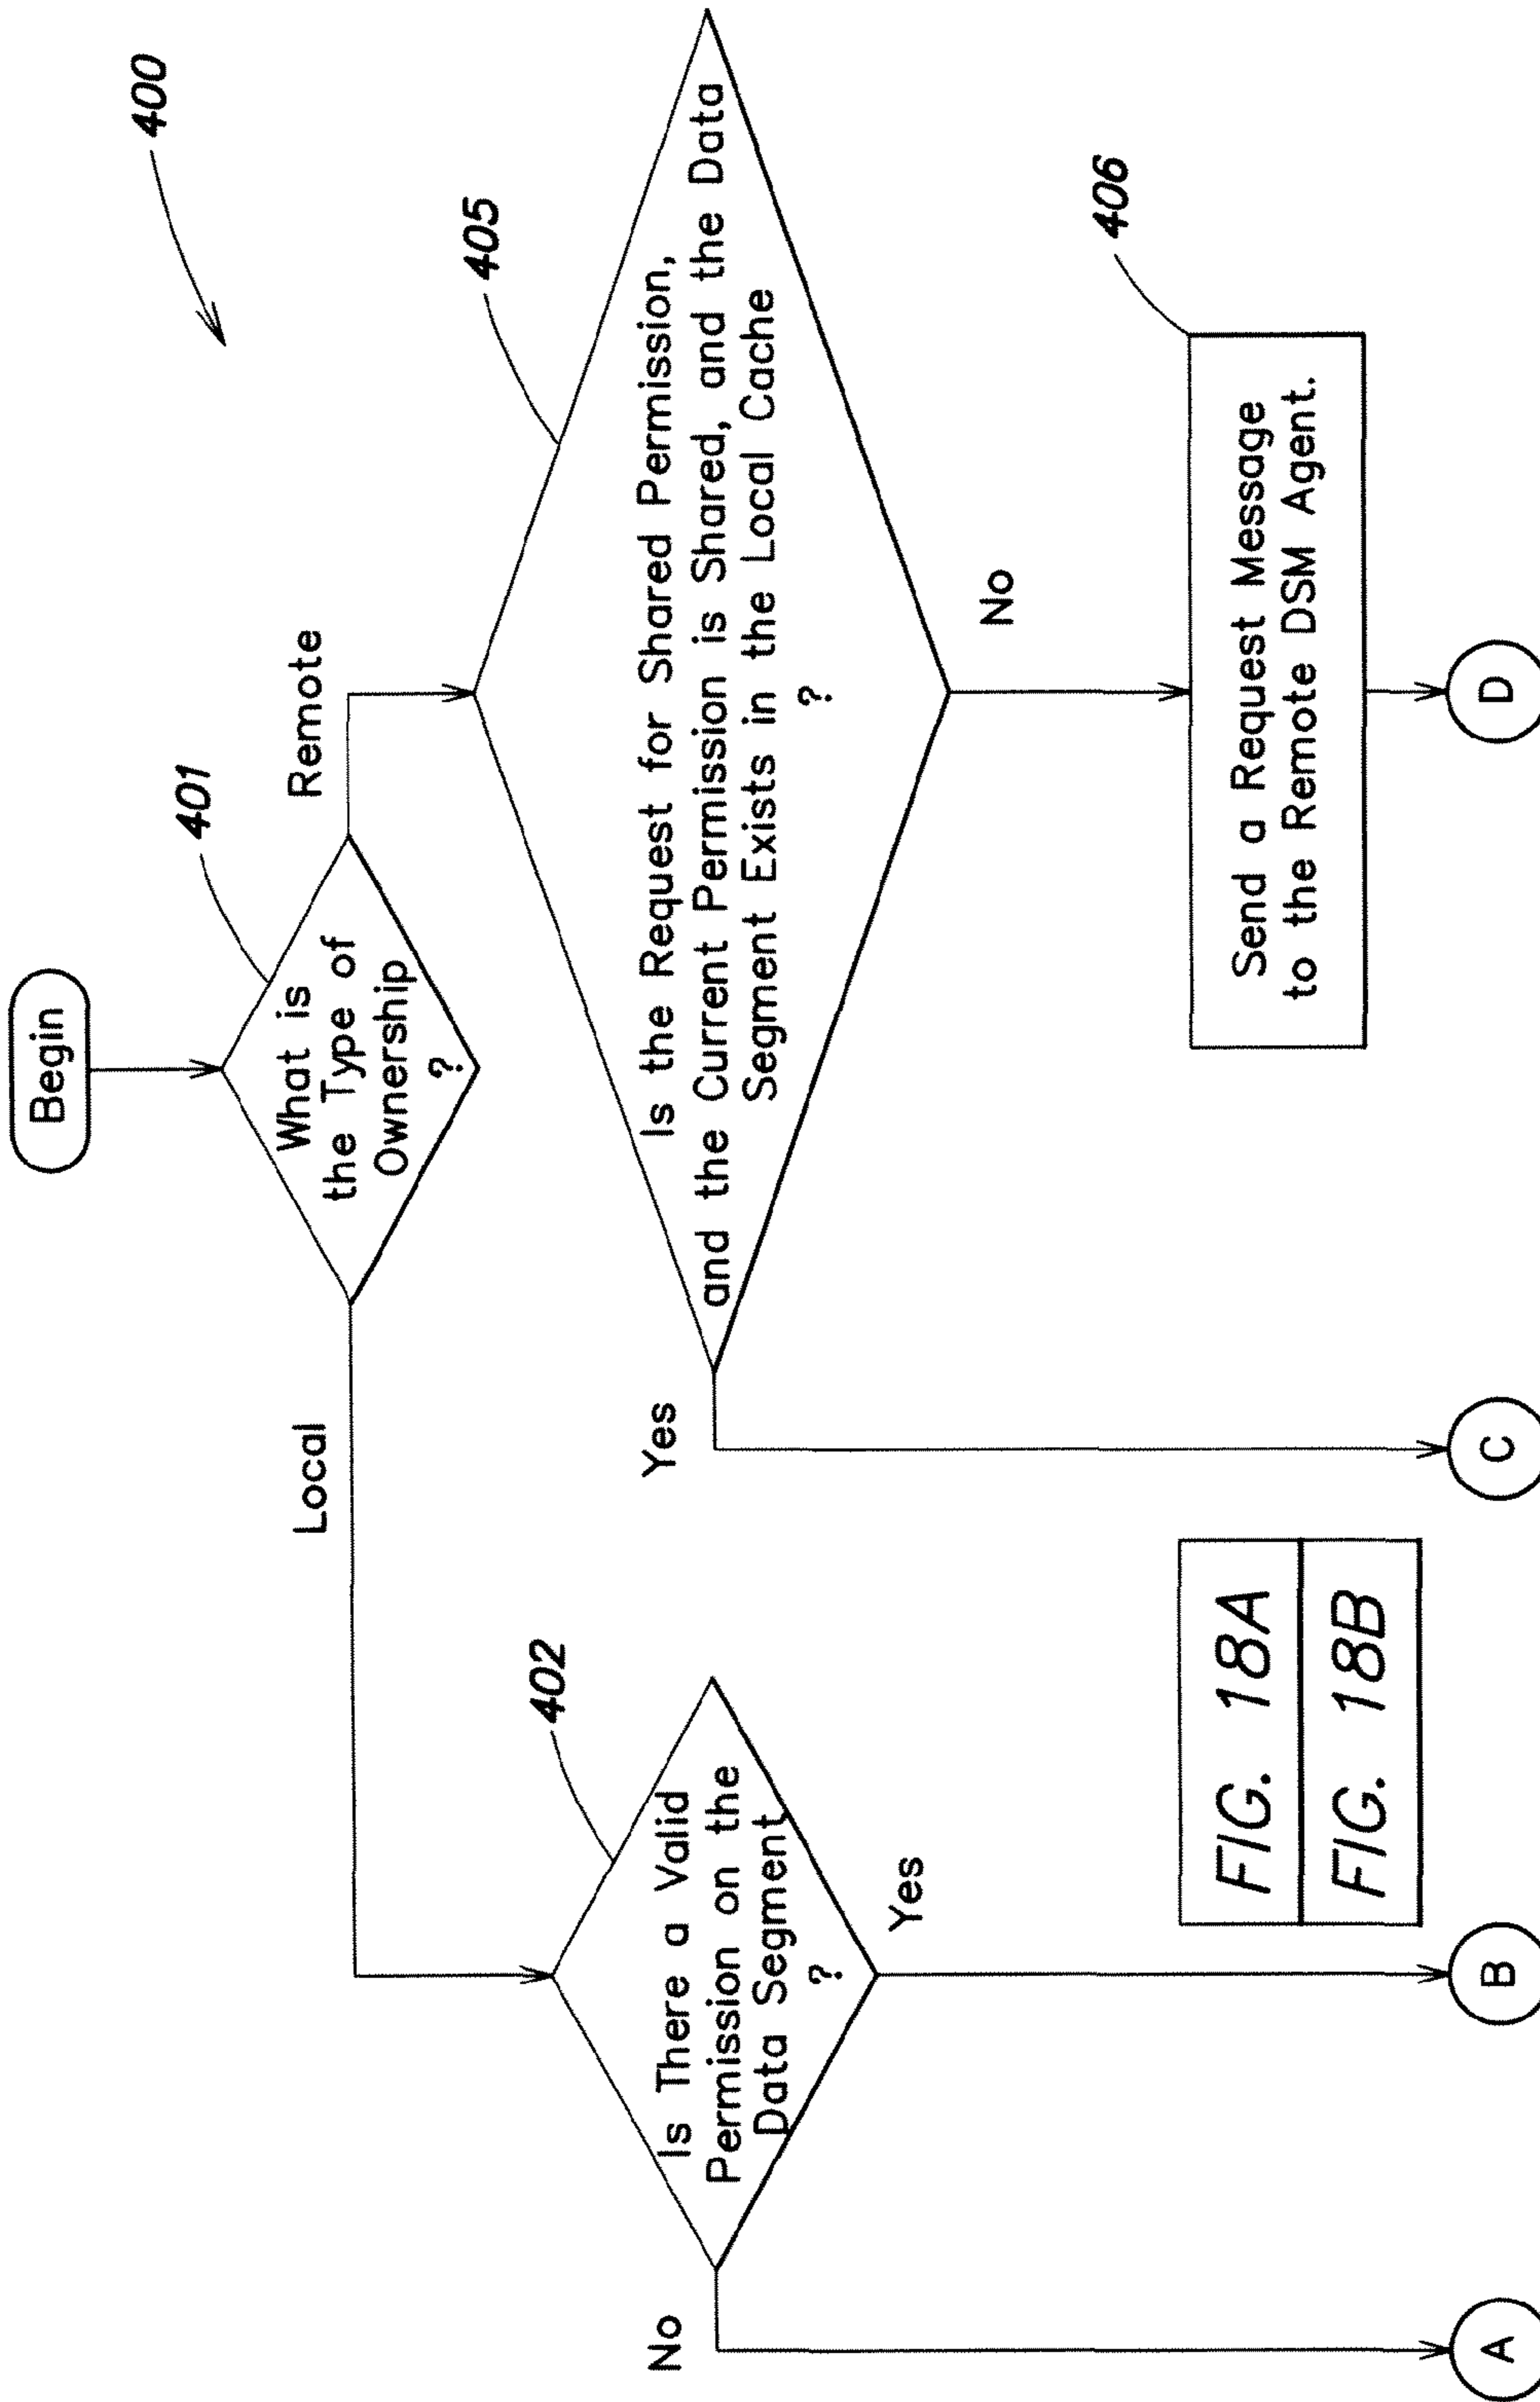 400
Begin
401
What is
the Type of
Ownership
?
Local
Remote
402
Is There a Valid
Permission on the
Data Segment
?
No
Yes
405
Is the Request for Shared Permission,
and the Current Permission is Shared, and the Data
Segment Exists in the Local Cache
?
Yes
No
406
Send a Request Message
to the Remote DSM Agent.
FIG. 18A
FIG. 18B
A
B
C
D